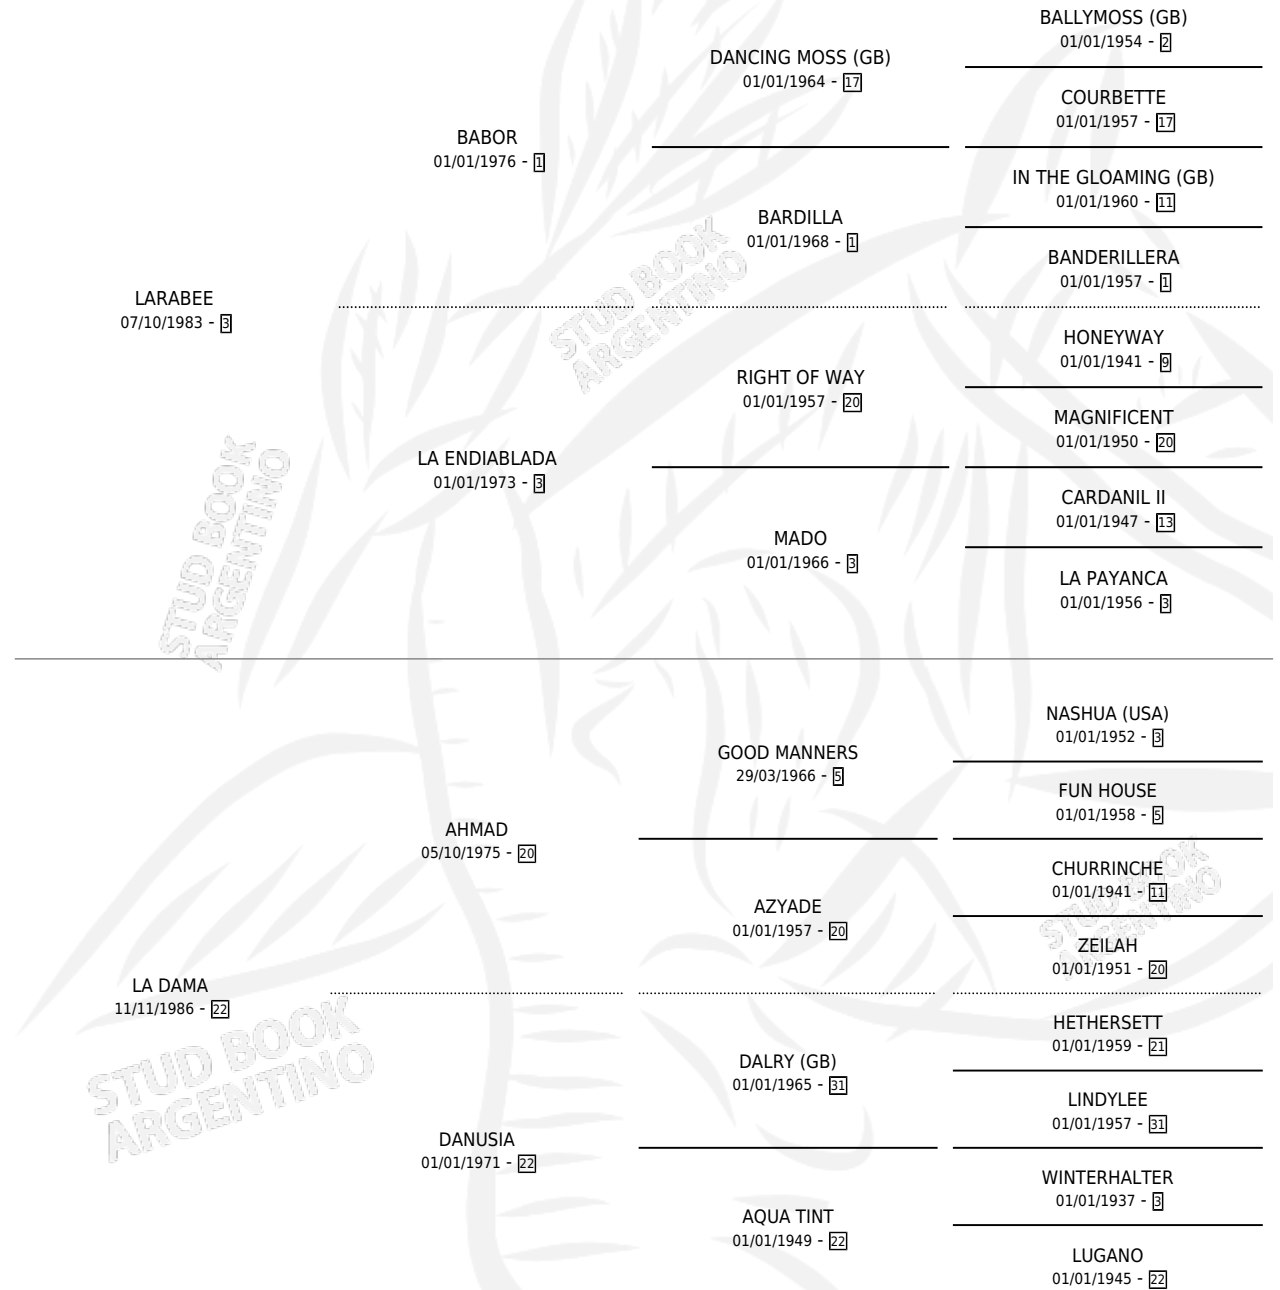 BALLYMOSS (GB)
01/01/1954 - 2
DANCING MOSS (GB)
01/01/1964 - 17
COURBETTE
01/01/1957 - 17
BABOR
01/01/1976 - 1
IN THE GLOAMING (GB)
01/01/1960 - 11
BARDILLA
01/01/1968 - 1
BANDERILLERA
01/01/1957 - 1
LARABEE
07/10/1983 - 3
HONEYWAY
01/01/1941 - 9
RIGHT OF WAY
01/01/1957 - 20
MAGNIFICENT
01/01/1950 - 20
LA ENDIABLADA
01/01/1973 - 3
CARDANIL II
01/01/1947 - 13
MADO
01/01/1966 - 3
LA PAYANCA
01/01/1956 - 3
STUD BOOK
ARGENTINO
STUD BOOK
ARGENTINO
NASHUA (USA)
01/01/1952 - 3
GOOD MANNERS
29/03/1966 - 5
FUN HOUSE
01/01/1958 - 5
AHMAD
05/10/1975 - 20
CHURRINCHE
01/01/1941 - 11
AZYADE
01/01/1957 - 20
ZEILAH
01/01/1951 - 20
STUD BOOK
ARGENTINO
LA DAMA
11/11/1986 - 22
HETHERSETT
01/01/1959 - 21
DALRY (GB)
01/01/1965 - 31
LINDYLEE
01/01/1957 - 31
DANUSIA
01/01/1971 - 22
WINTERHALTER
01/01/1937 - 3
AQUA TINT
01/01/1949 - 22
LUGANO
01/01/1945 - 22
STUD BOOK
ARGENTINO